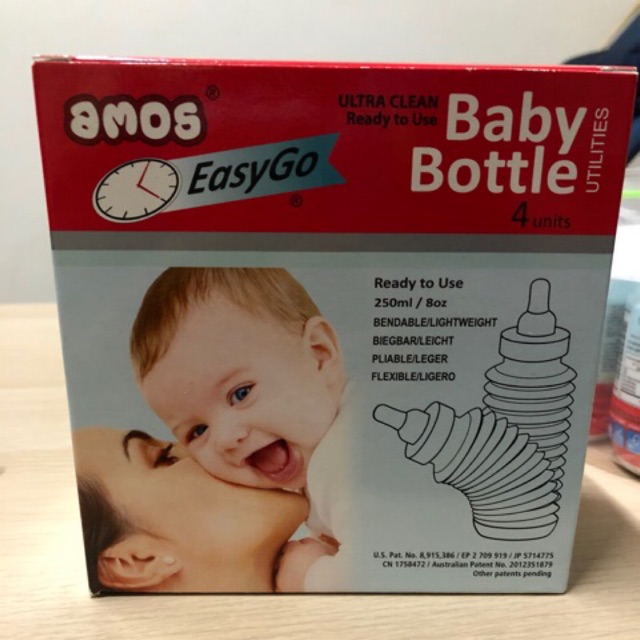 amos®
EasyGo®
ULTRA CLEAN
Ready to Use
Baby
Bottle
UTILITIES
4 units
Ready to Use
250ml / 8oz
BENDABLE/LIGHTWEIGHT
BIEGBAR/LEICHT
PLIABLE/LEGER
FLEXIBLE/LIGERO
U.S. Pat. No. 8,915,386 / EP 2 709 919 / JP 5714775
CN 1758472 / Australian Patent No. 2012351879
Other patents pending